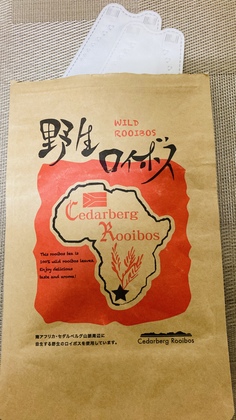 野生
WILD
ROOIBOS
ロイボス
Cedarberg
Rooibos
This rooibos tea is
100% wild rooibos leaves.
Enjoy delicious
taste and aroma!
南アフリカ・セダルベルグ山脈周辺に
自生する野生のロイボスを使用しています。
Cedarberg Rooibos